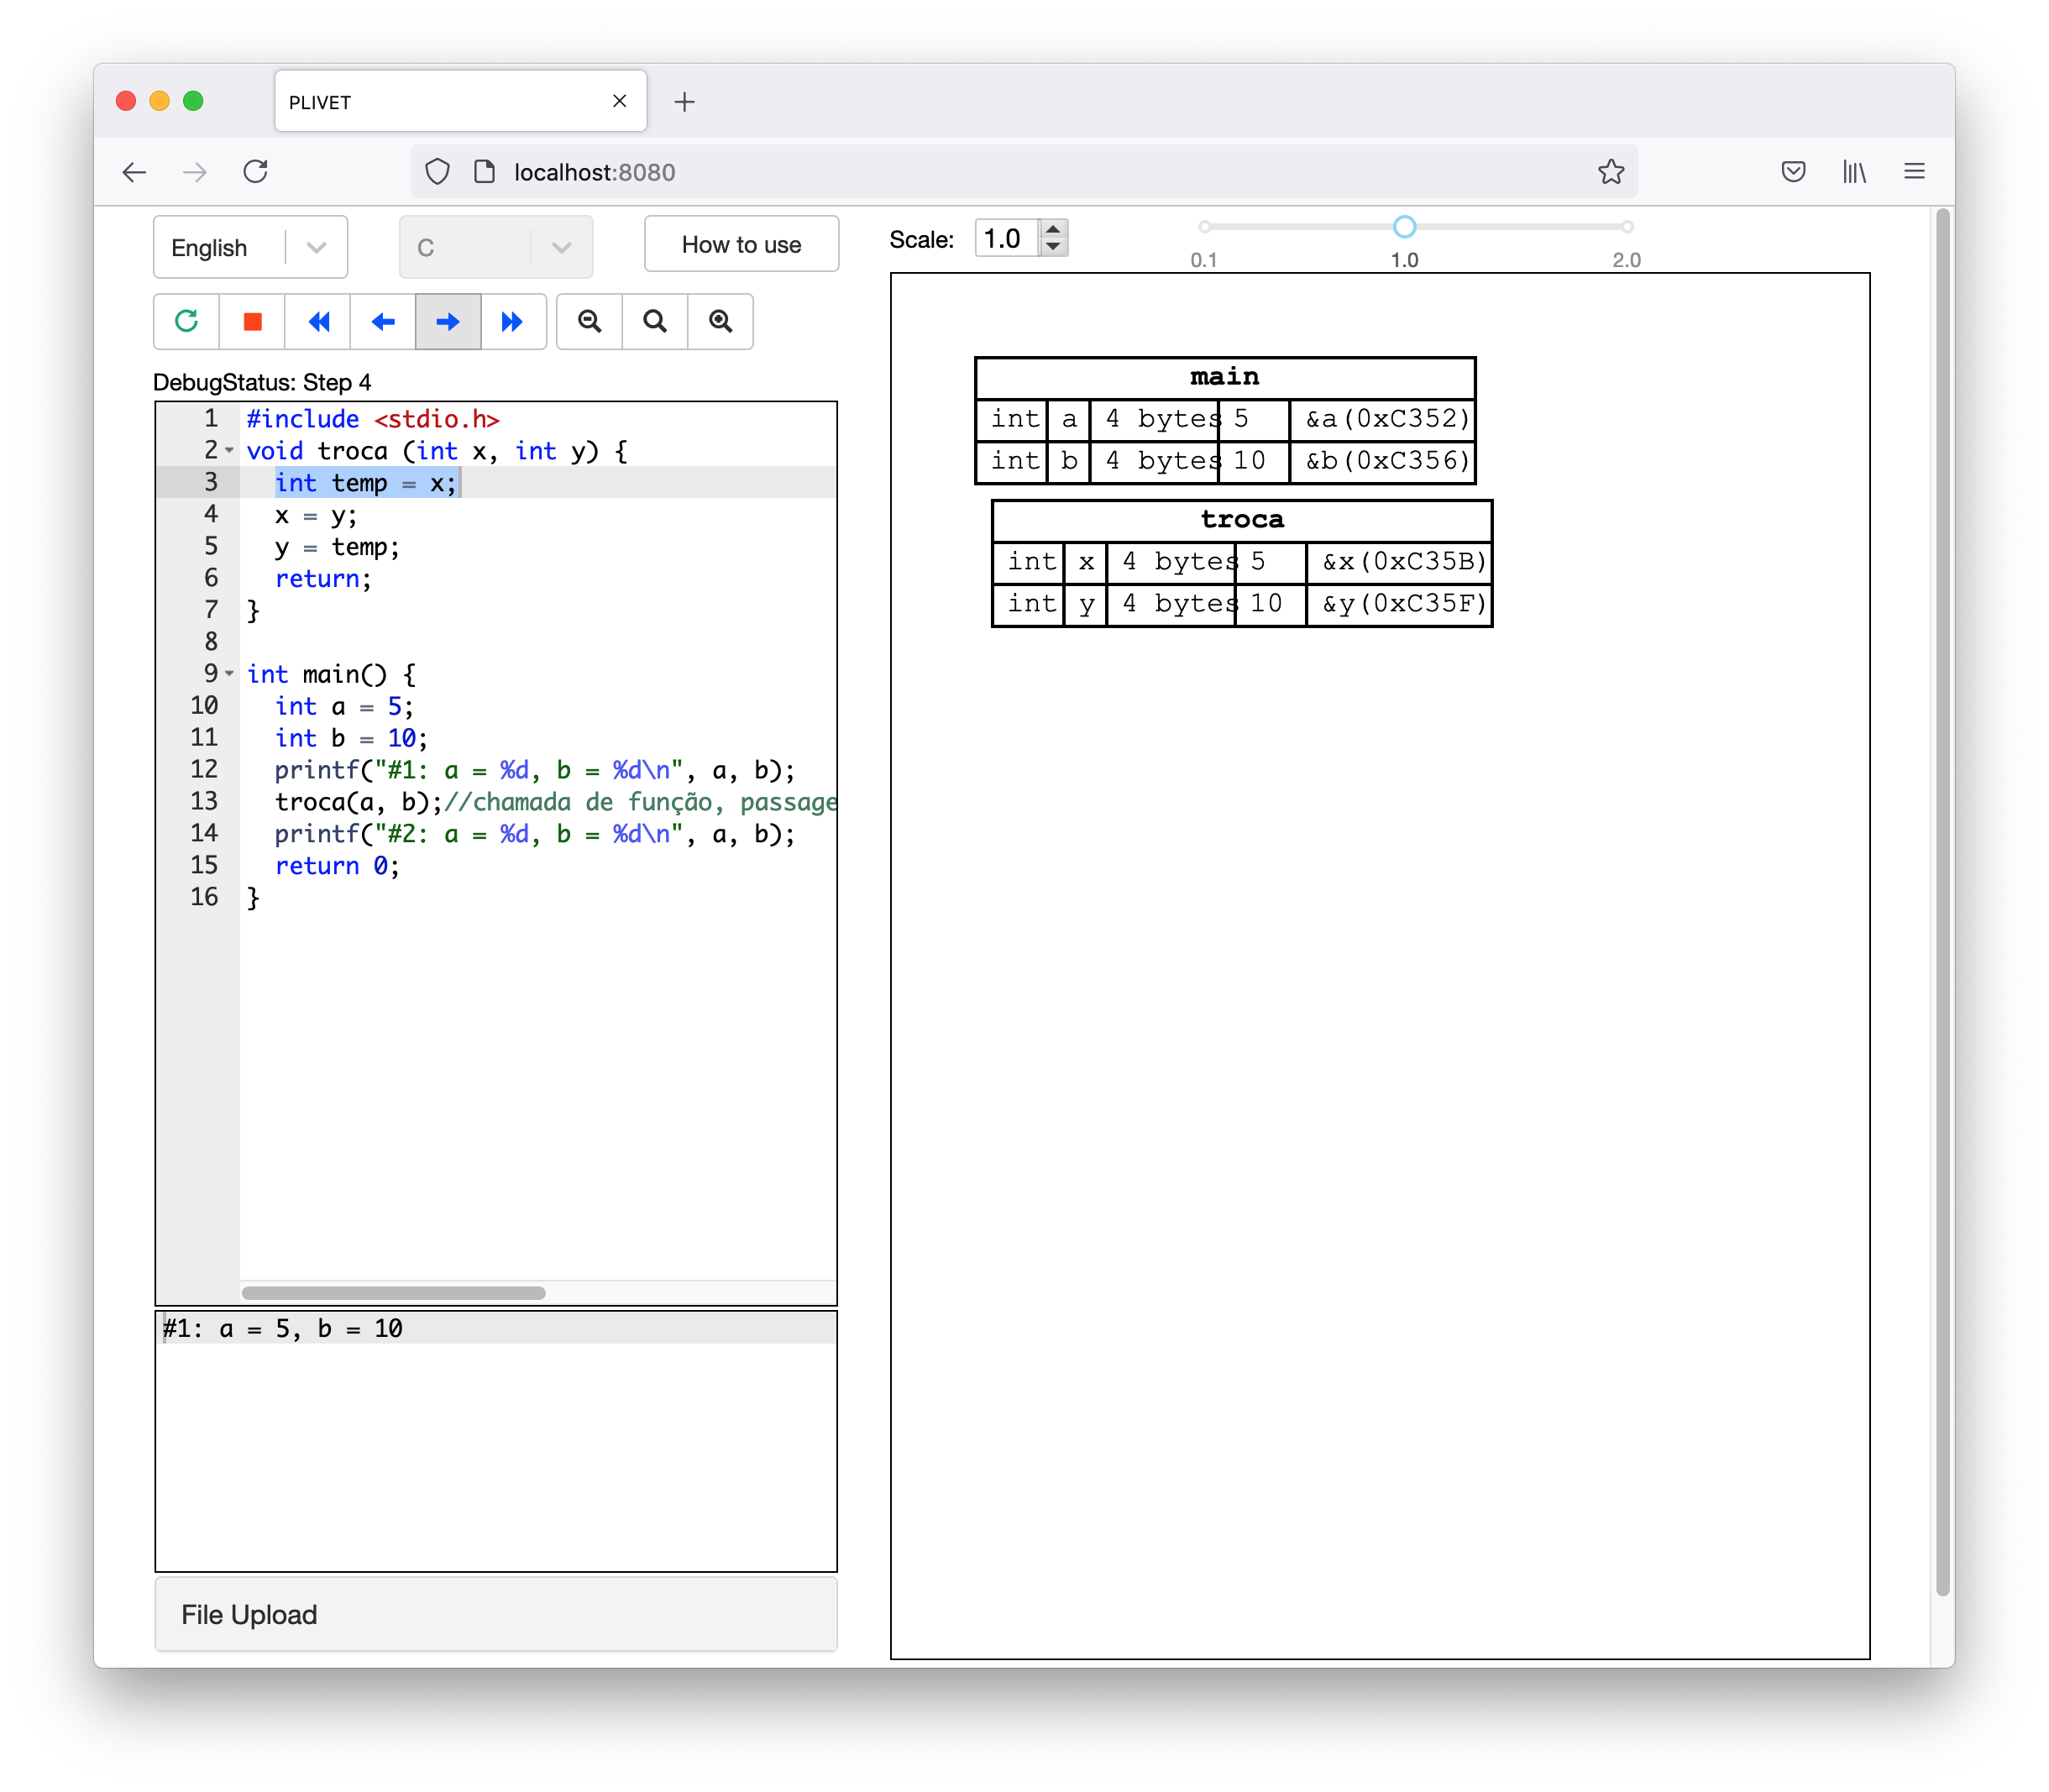 PLIVET
localhost:8080
English
C
How to use
DebugStatus: Step 4
1 #include <stdio.h>
2 void troca (int x, int y) {
3   int temp = x;
4   x = y;
5   y = temp;
6   return;
7 }
8
9 int main() {
10   int a = 5;
11   int b = 10;
12   printf("#1: a = %d, b = %d\n", a, b);
13   troca(a, b);//chamada de função, passage
14   printf("#2: a = %d, b = %d\n", a, b);
15   return 0;
16 }
#1: a = 5, b = 10
File Upload
Scale: 1.0
0.1 1.0 2.0
main
int a 4 bytes 5 &a(0xC352)
int b 4 bytes 10 &b(0xC356)
troca
int x 4 bytes 5 &x(0xC35B)
int y 4 bytes 10 &y(0xC35F)